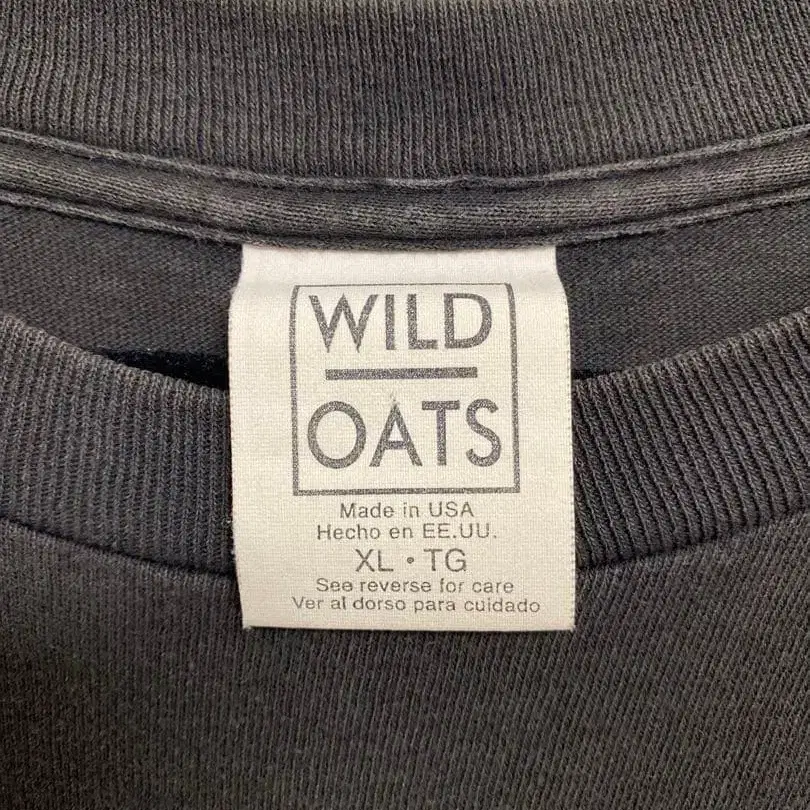 WILD
OATS
Made in USA
Hecho en EE.UU.
XL • TG
See reverse for care
Ver al dorso para cuidado